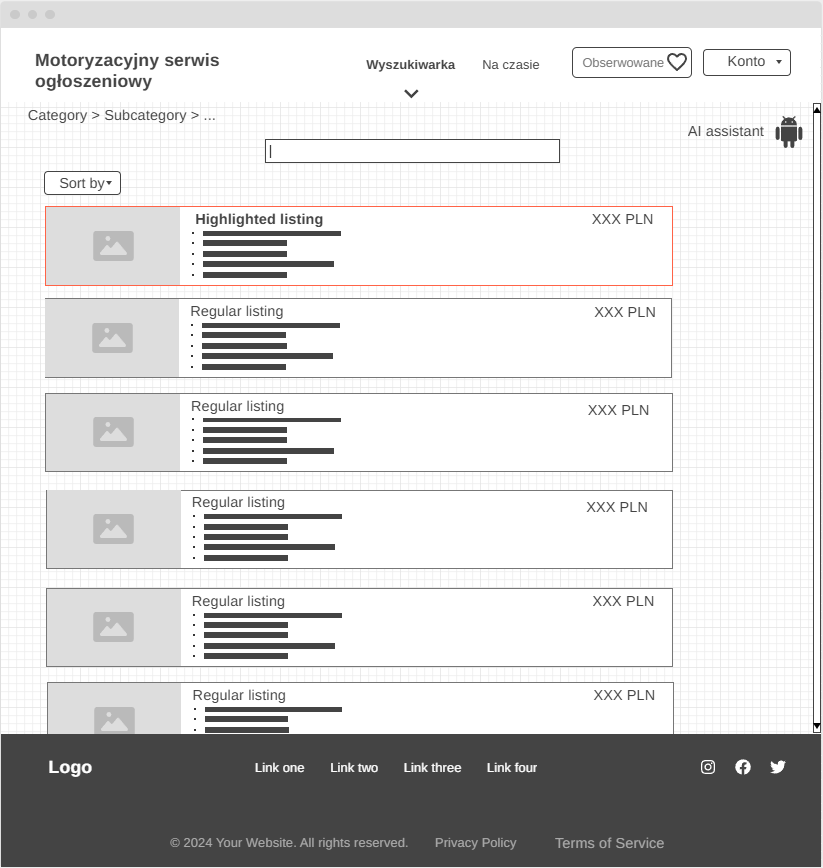 Motoryzacyjny serwis
ogłoszeniowy
Wyszukiwarka
Na czasie
Obserwowane
Konto
Category > Subcategory > ...
AI assistant
Sort by
Highlighted listing
XXX PLN
Regular listing
XXX PLN
Regular listing
XXX PLN
Regular listing
XXX PLN
Regular listing
XXX PLN
Regular listing
XXX PLN
Logo
Link one
Link two
Link three
Link four
© 2024 Your Website. All rights reserved.
Privacy Policy
Terms of Service